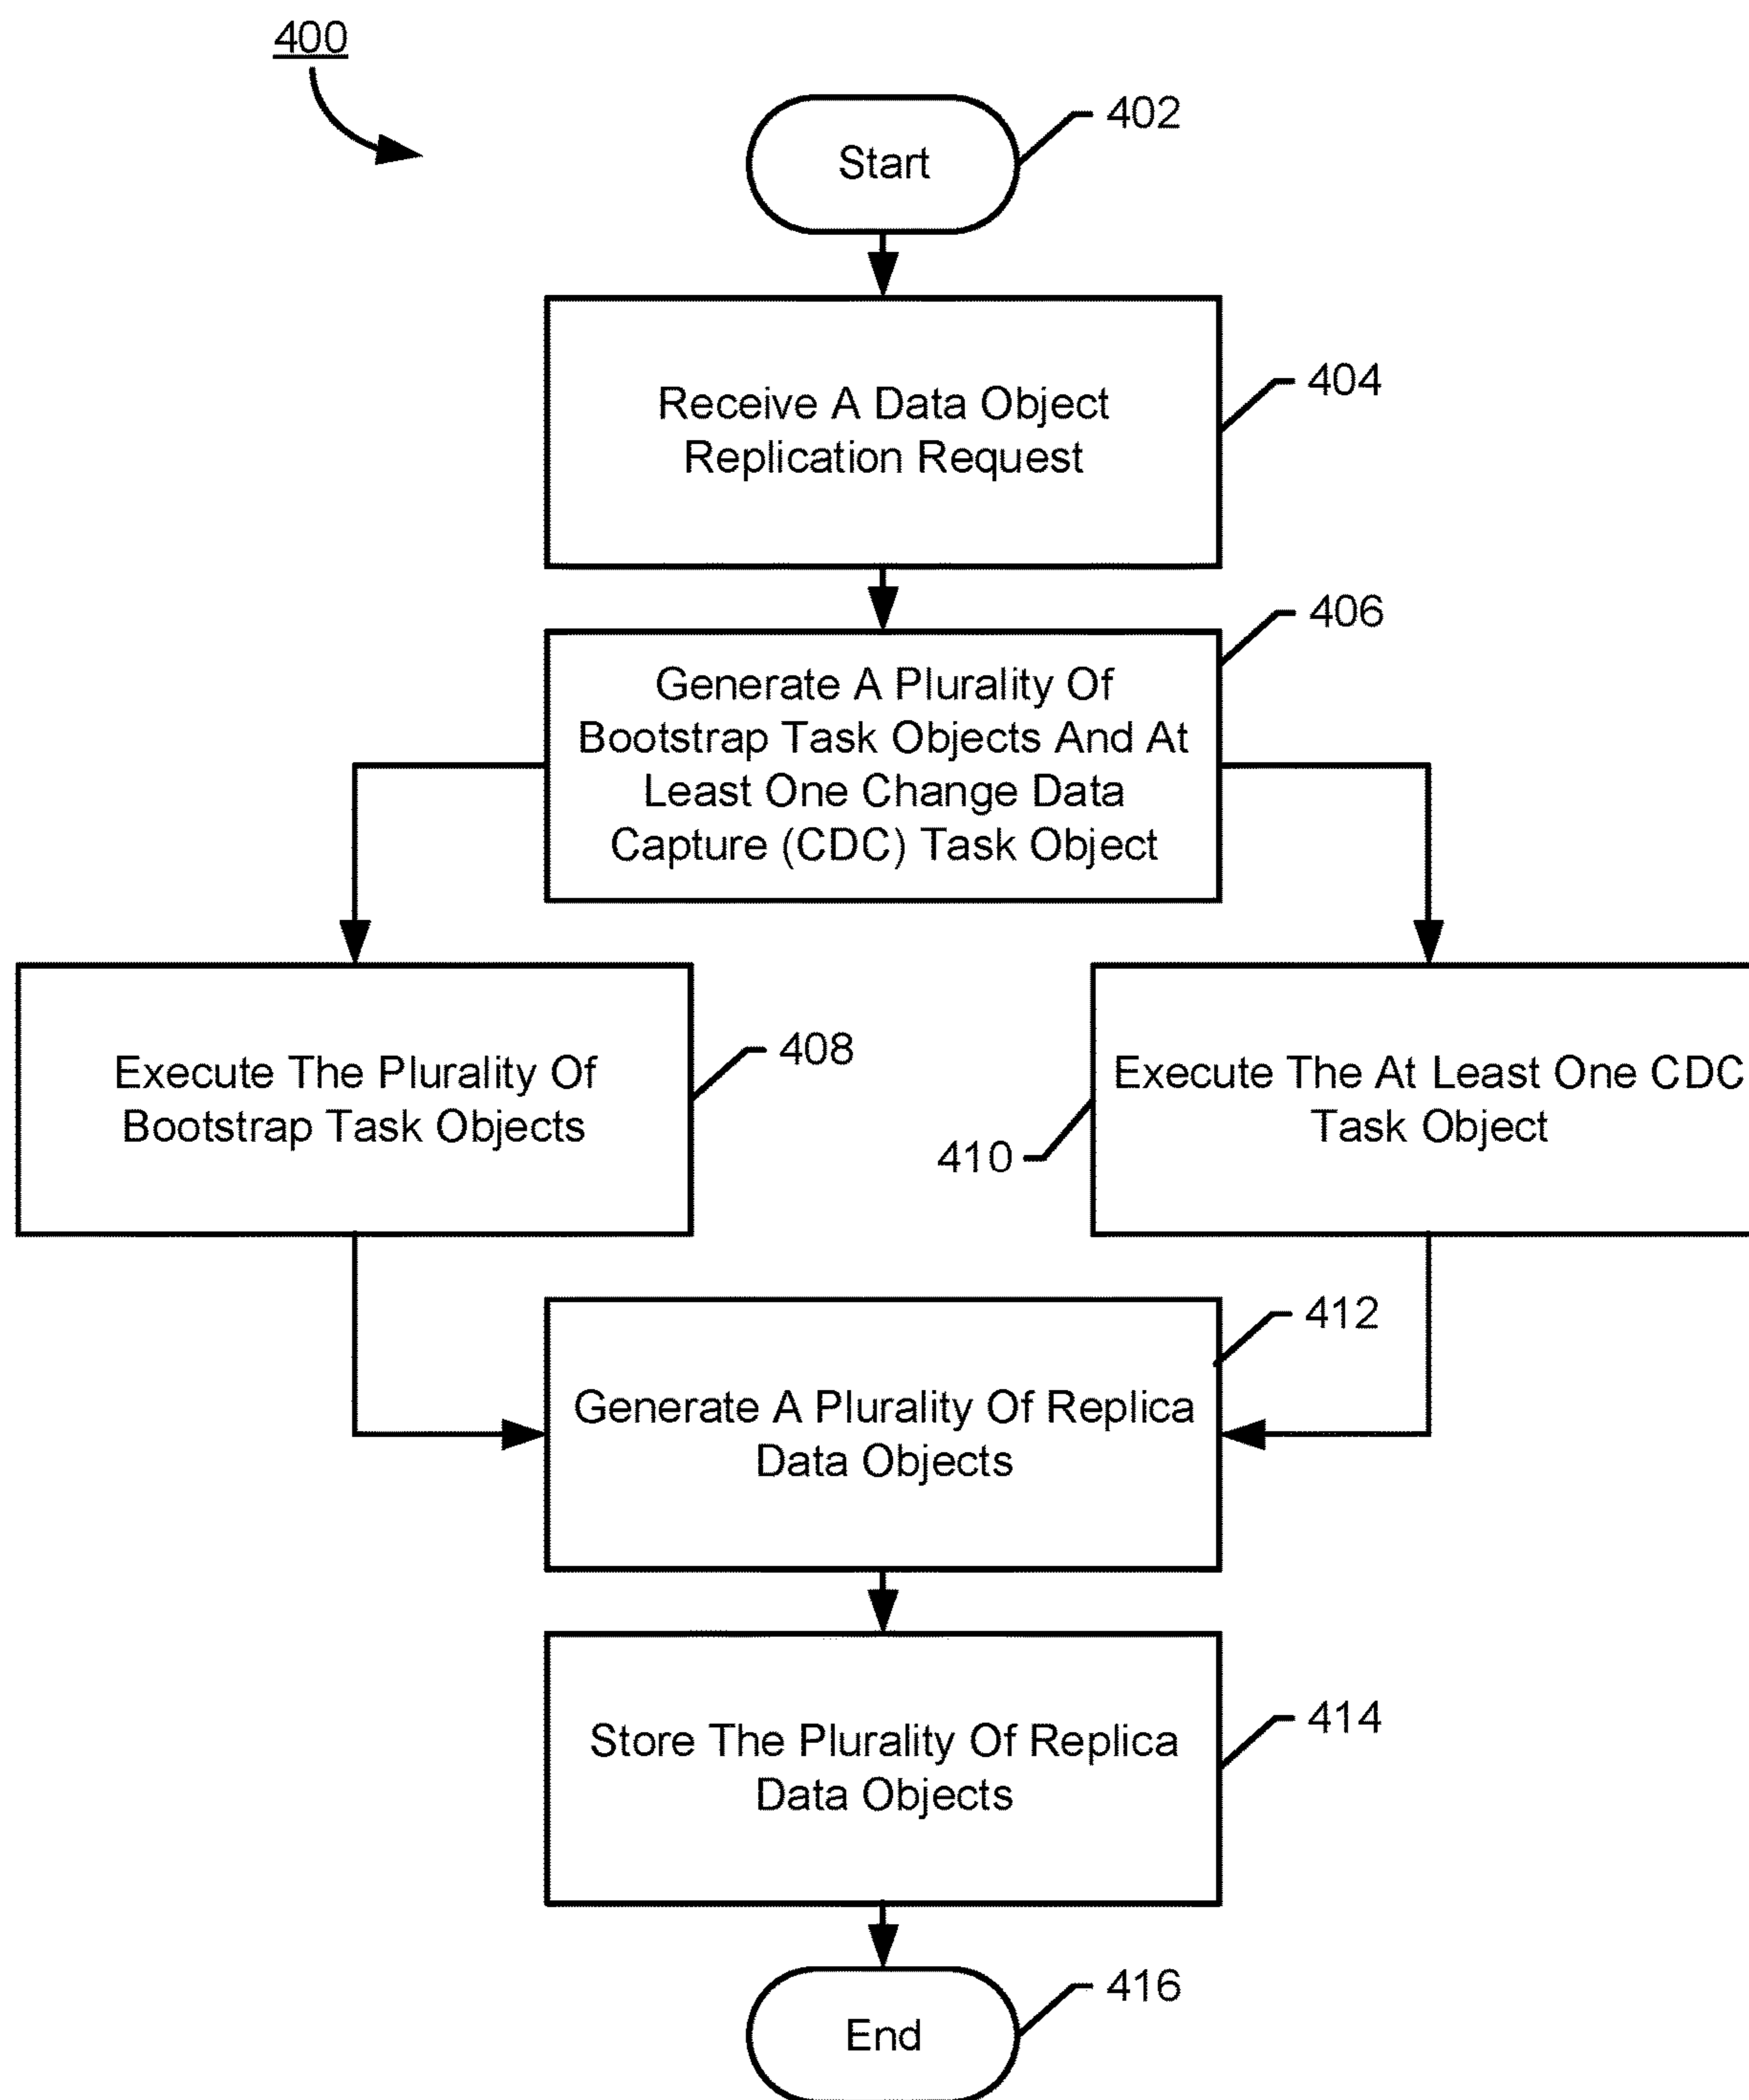 400
402
Start
404
Receive A Data Object
Replication Request
406
Generate A Plurality Of
Bootstrap Task Objects And At
Least One Change Data
Capture (CDC) Task Object
408
Execute The Plurality Of
Bootstrap Task Objects
Execute The At Least One CDC
Task Object
410
412
Generate A Plurality Of Replica
Data Objects
414
Store The Plurality Of Replica
Data Objects
416
End